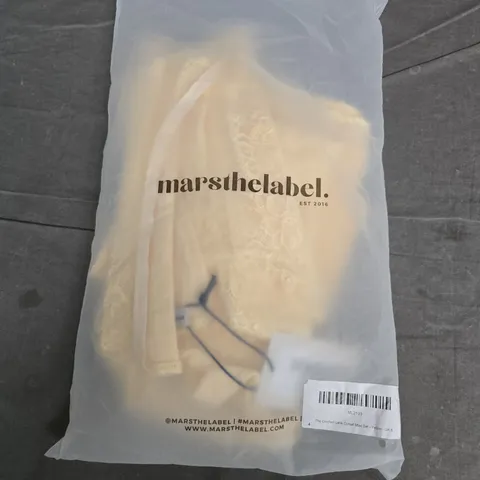 marsthelabel.
EST 2016
@MARSTHELABEL | #MARSTHELABEL
WWW.MARSTHELABEL.COM